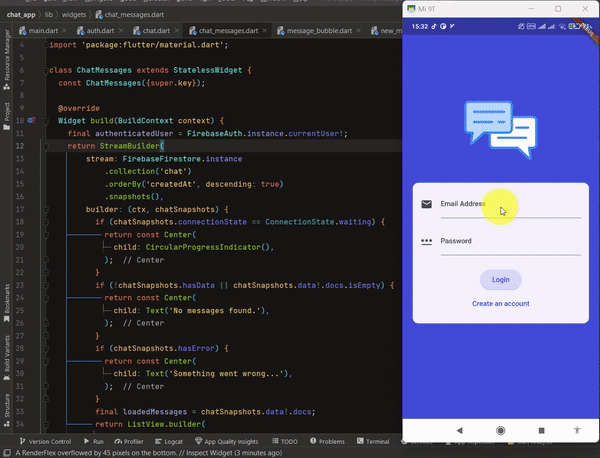 chat_app
lib
widgets
chat_messages.dart
main.dart
auth.dart
chat.dart
chat_messages.dart
message_bubble.dart
new_m
Resource Manager
Project
Bookmarks
Build Variants
Structure
4 import 'package:flutter/material.dart';
5
6 class ChatMessages extends StatelessWidget {
7 const ChatMessages({super.key});
8
9 @override
10 Widget build(BuildContext context) {
11 final authenticatedUser = FirebaseAuth.instance.currentUser!;
12 return StreamBuilder(
13 stream: FirebaseFirestore.instance
14 .collection('chat')
15 .orderBy('createdAt', descending: true)
16 .snapshots(),
17 builder: (ctx, chatSnapshots) {
18 if (chatSnapshots.connectionState == ConnectionState.waiting) {
19 return const Center(
20 child: CircularProgressIndicator(),
21 ); // Center
22 }
23 if (!chatSnapshots.hasData || chatSnapshots.data!.docs.isEmpty) {
24 return const Center(
25 child: Text('No messages found.'),
26 ); // Center
27 }
28 if (chatSnapshots.hasError) {
29 return const Center(
30 child: Text('Something went wrong...'),
31 ); // Center
32 }
33 final loadedMessages = chatSnapshots.data!.docs;
34 return ListView.builder(
Mi 9T
15:32
Email Address
Password
Login
Create an account
Version Control
Run
Profiler
Logcat
App Quality Insights
TODO
Problems
Terminal
A RenderFlex overflowed by 45 pixels on the bottom. // Inspect Widget (3 minutes ago)